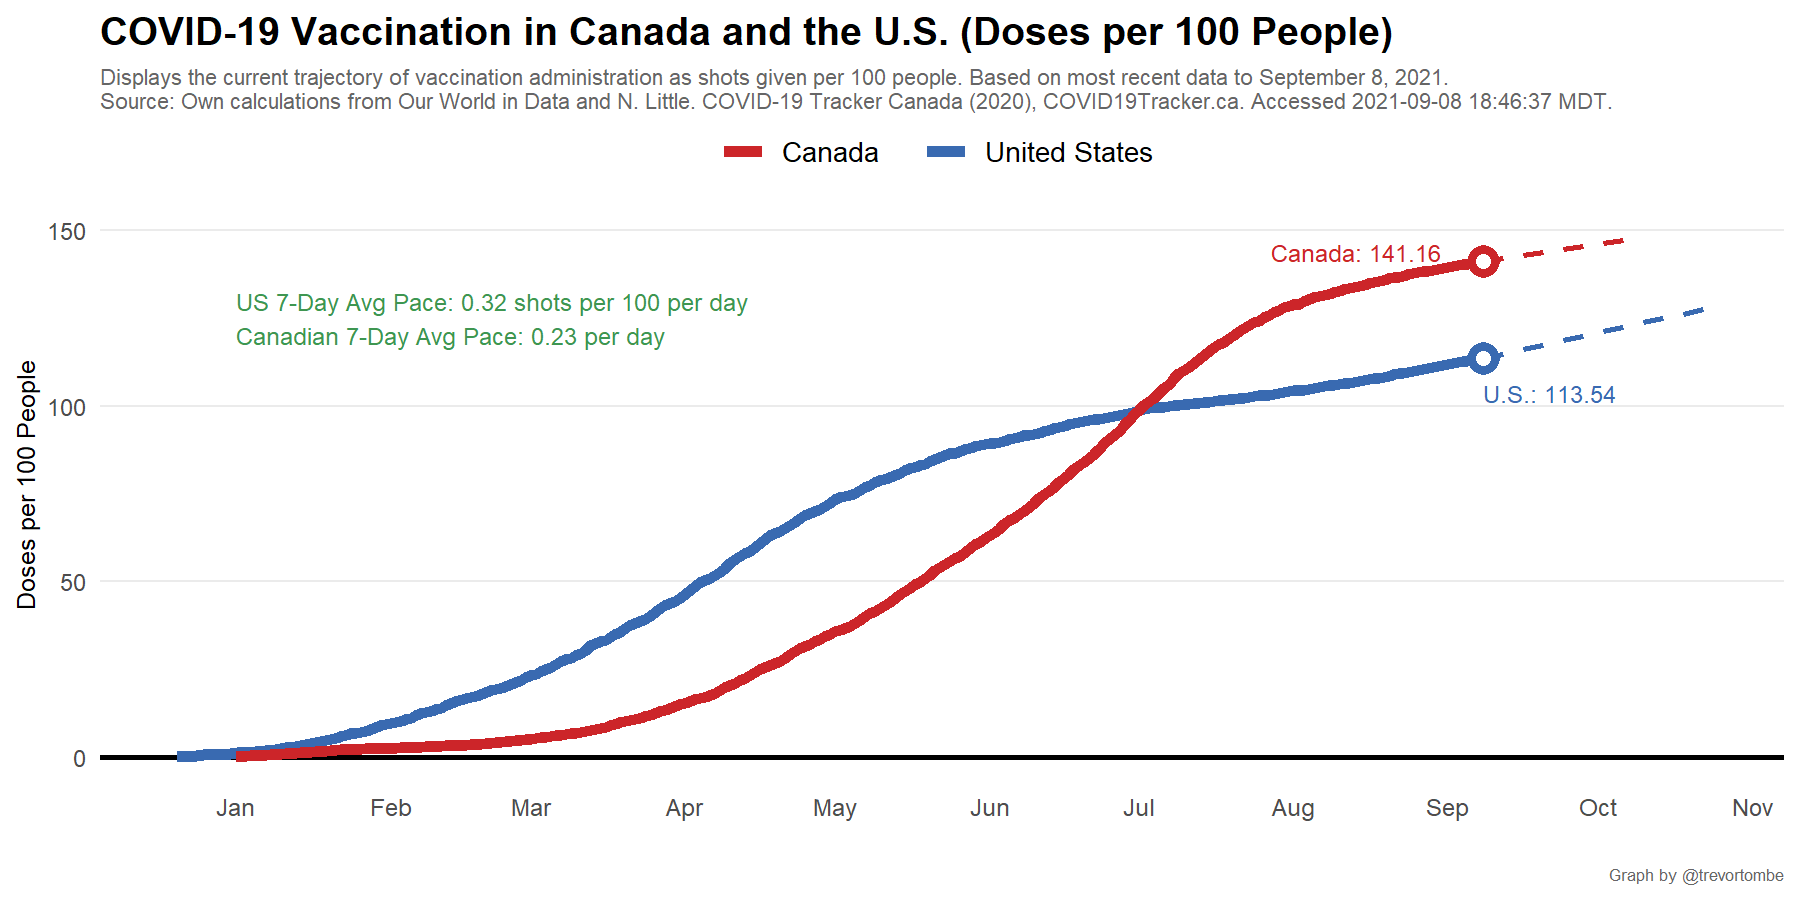 COVID-19 Vaccination in Canada and the U.S. (Doses per 100 People)
Displays the current trajectory of vaccination administration as shots given per 100 people. Based on most recent data to September 8, 2021.
Source: Own calculations from Our World in Data and N. Little. COVID-19 Tracker Canada (2020), COVID19Tracker.ca. Accessed 2021-09-08 18:46:37 MDT.
Canada United States
150
Canada: 141.16
US 7-Day Avg Pace: 0.32 shots per 100 per day
Canadian 7-Day Avg Pace: 0.23 per day
U.S.: 113.54
100
Doses per 100 People
50
0
Jan Feb Mar Apr May Jun Jul Aug Sep Oct Nov
Graph by @trevortombe